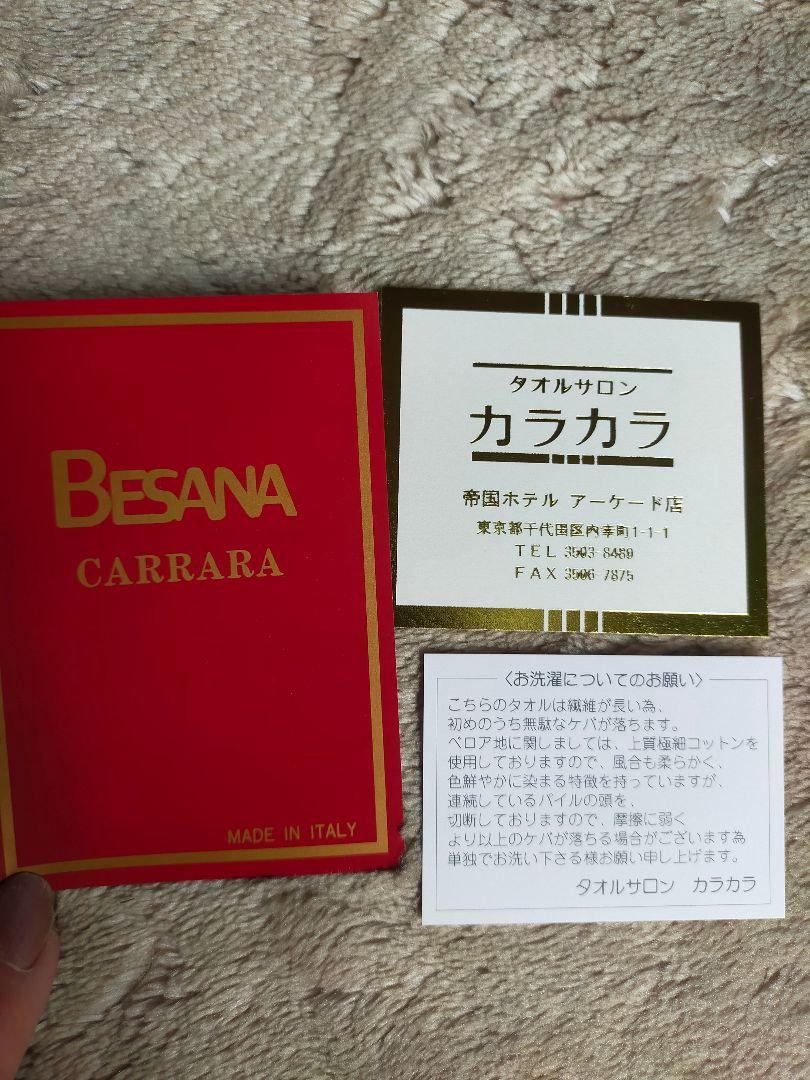 BESANA
CARRARA
MADE IN ITALY
タオルサロン
カラカラ
帝国ホテル アーケード店
東京都千代田区内幸町1-1-1
TEL 3503-8489
FAX 3506-7875
〈お洗濯についてのお願い〉
こちらのタオルは繊維が長い為、
初めのうち無駄なケバが落ちます。
ベロア地に関しましては、上質極細コットンを
使用しておりますので、風合も柔らかく、
色鮮やかに染まる特徴を持っていますが、
連続しているパイルの頭を、
切断しておりますので、摩擦に弱く
より以上のケバが落ちる場合がございます為
単独でお洗い下さる様お願い申し上げます。
タオルサロン カラカラ